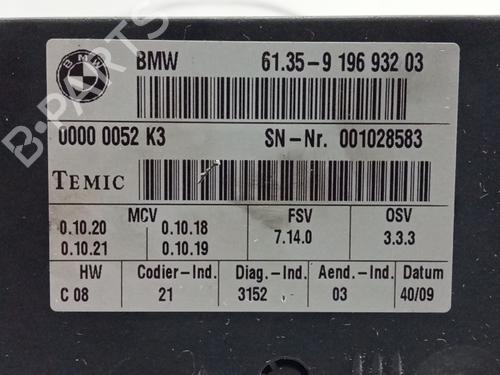 BMW
BMW 61.35-9 196 932 03
0000 0052 K3 SN-Nr. 001028583
TEMIC
MCV FSV OSV
0.10.20 0.10.18 7.14.0 3.3.3
0.10.21 0.10.19
HW Codier-Ind. Diag.-Ind. Aend.-Ind. Datum
C 08 21 3152 03 40/09
B-PARTS